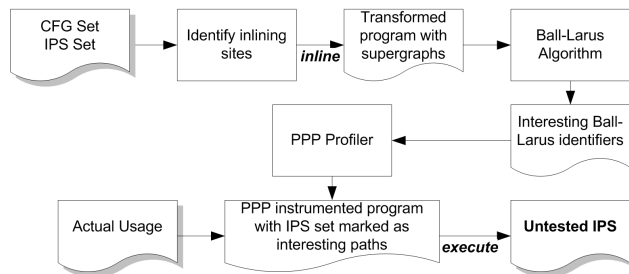 CFG Set
IPS Set
Identify inlining
sites
inline
Transformed
program with
supergraphs
Ball-Larus
Algorithm
PPP Profiler
Interesting Ball-
Larus identifiers
Actual Usage
PPP instrumented program
with IPS set marked as
interesting paths
execute
Untested IPS